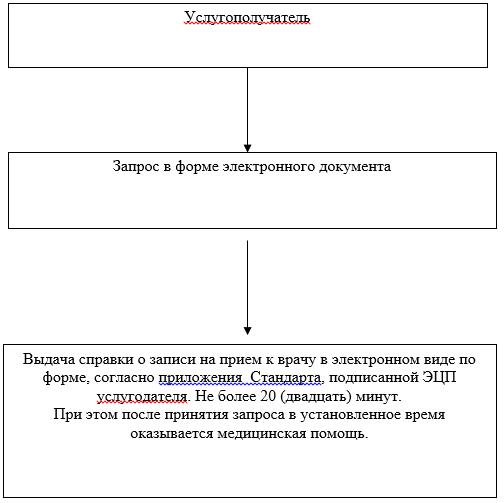 Услугополучатель
Запрос в форме электронного документа
Выдача справки о записи на прием к врачу в электронном виде по
форме, согласно приложения  Стандарта, подписанной ЭЦП
услугодателя. Не более 20 (двадцать) минут.
При этом после принятия запроса в установленное время
оказывается медицинская помощь.